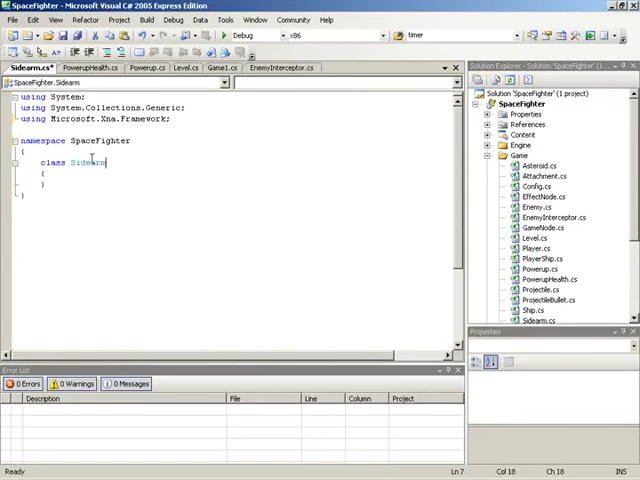 SpaceFighter - Microsoft Visual C# 2005 Express Edition
File Edit View Refactor Project Build Debug Data Tools Window Community Help
Debug x86 timer
Sidearm.cs* PowerupHealth.cs Powerup.cs Level.cs Game1.cs EnemyInterceptor.cs
SpaceFighter.Sidearm
using System;
using System.Collections.Generic;
using Microsoft.Xna.Framework;
namespace SpaceFighter
{
class Sidearm
{
}
}
Solution Explorer - SpaceFighter
Solution 'SpaceFighter' (1 project)
SpaceFighter
Properties
References
Content
Engine
Game
Asteroid.cs
Attachment.cs
Config.cs
EffectNode.cs
Enemy.cs
EnemyInterceptor.cs
GameNode.cs
Level.cs
Player.cs
PlayerShip.cs
Powerup.cs
PowerupHealth.cs
Projectile.cs
ProjectileBullet.cs
Ship.cs
Sidearm.cs
Properties
Error List
0 Errors 0 Warnings 0 Messages
Description File Line Column Project
Ready Ln 7 Col 18 Ch 18 INS